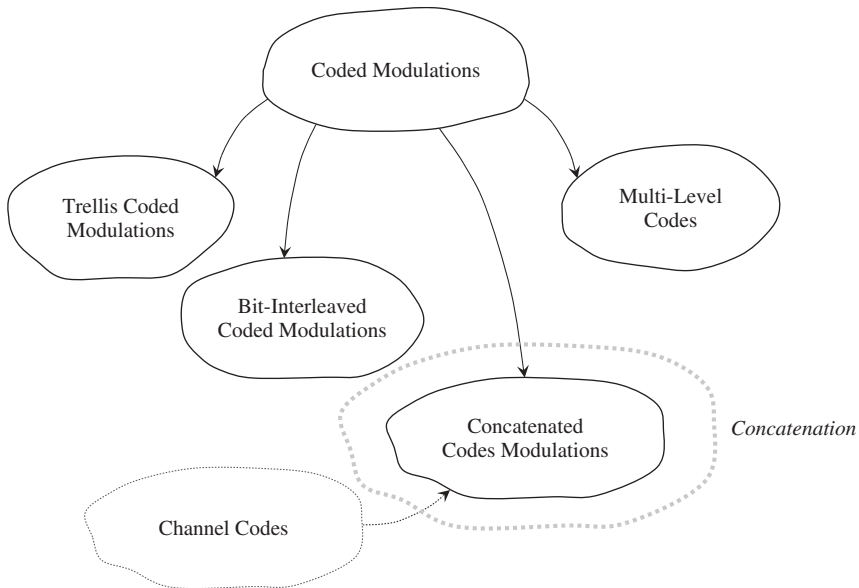 Coded Modulations
Trellis Coded
Modulations
Multi-Level
Codes
Bit-Interleaved
Coded Modulations
Concatenated
Codes Modulations
Concatenation
Channel Codes